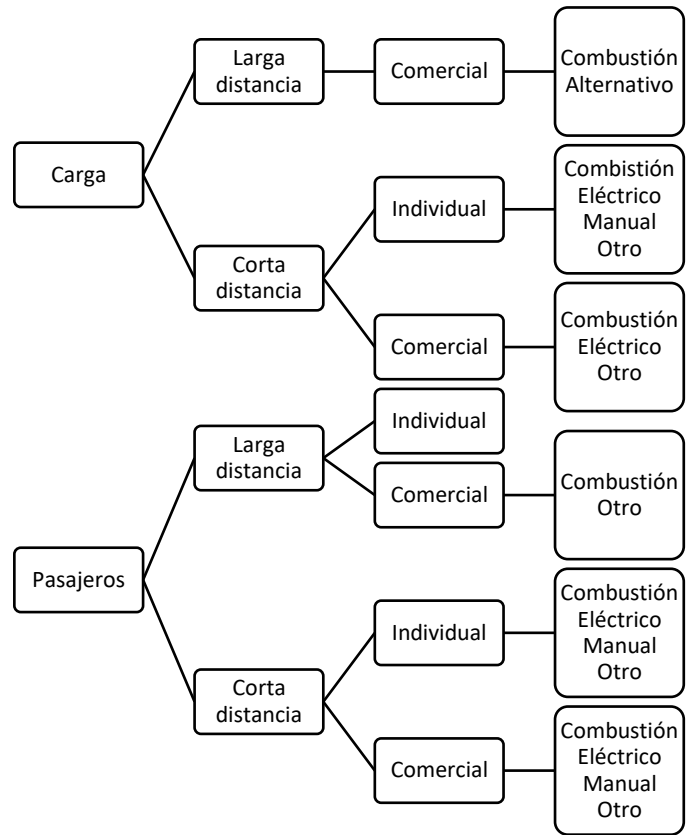 Carga
Larga
distancia
Comercial
Combustión
Alternativo
Corta
distancia
Individual
Combistión
Eléctrico
Manual
Otro
Comercial
Combustión
Eléctrico
Otro
Pasajeros
Larga
distancia
Individual
Comercial
Combustión
Otro
Corta
distancia
Individual
Combustión
Eléctrico
Manual
Otro
Comercial
Combustión
Eléctrico
Manual
Otro